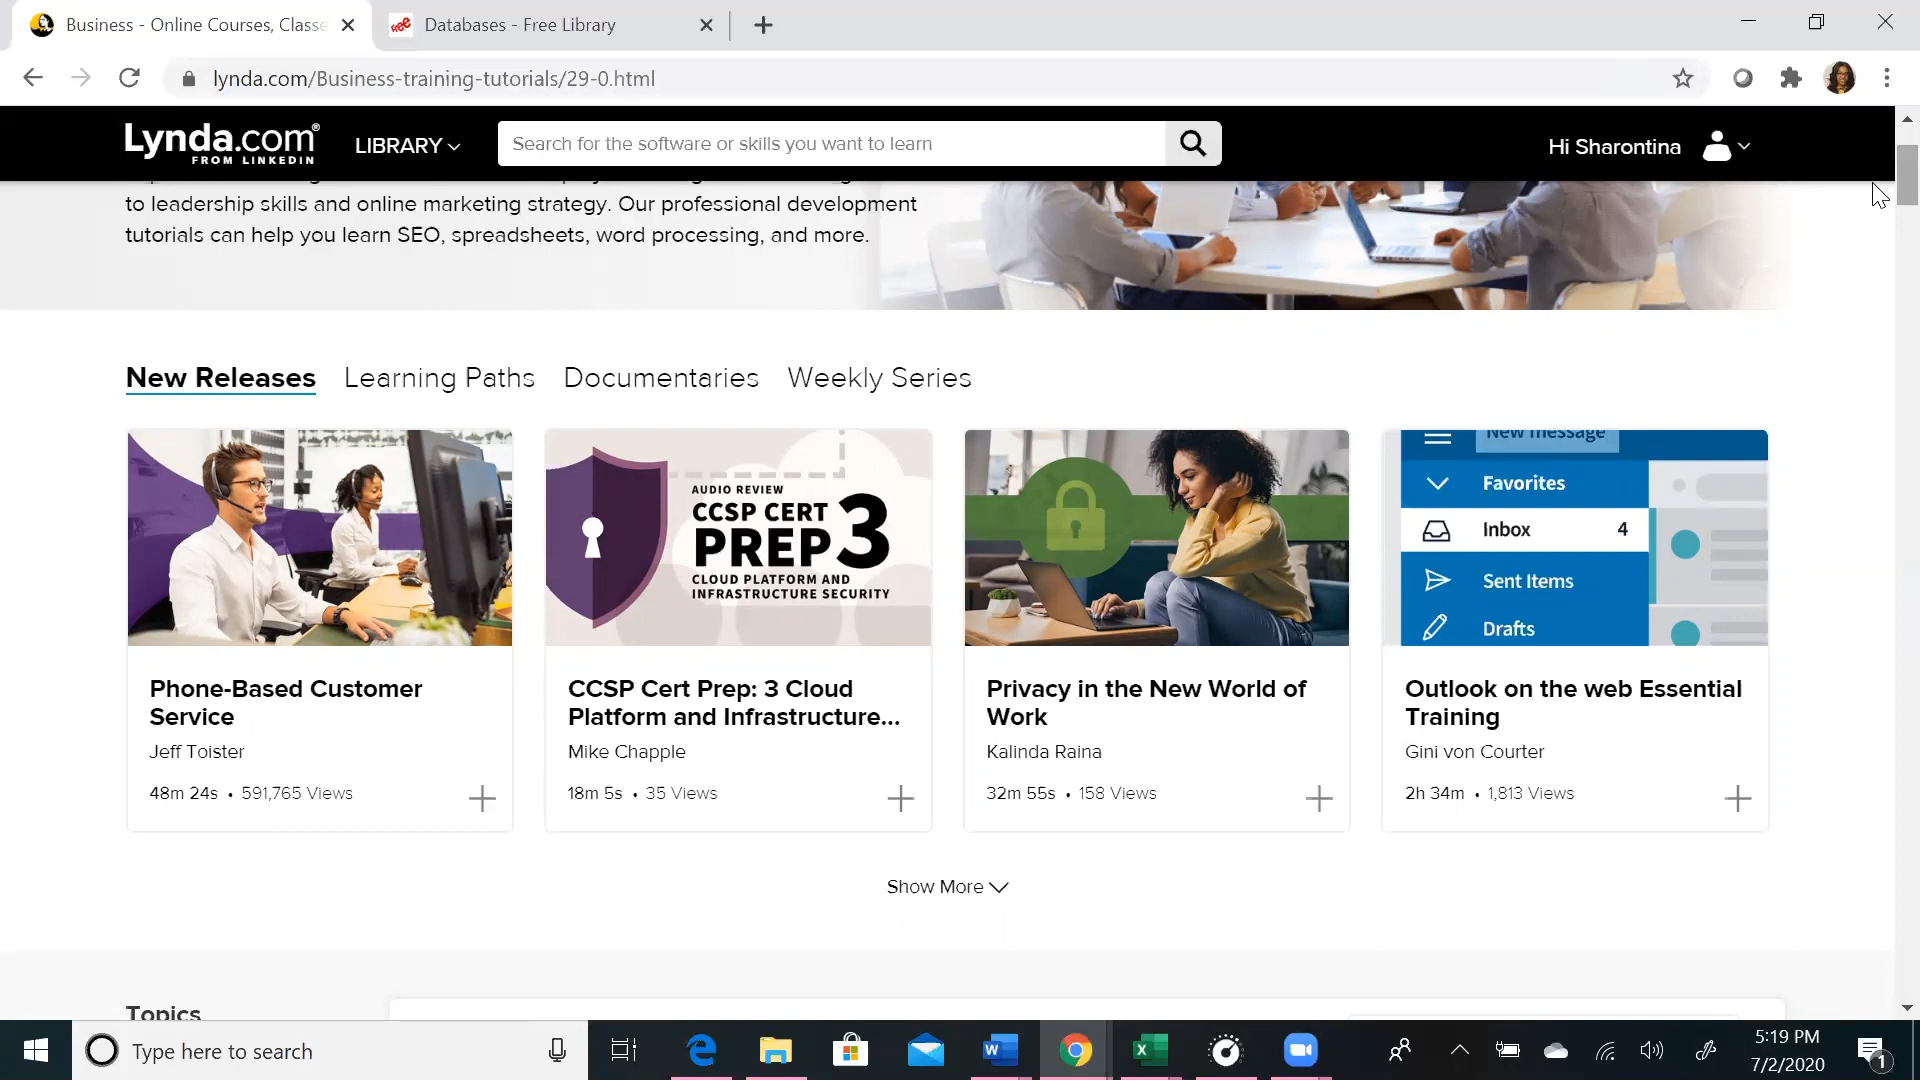 Business - Online Courses, Classe
Databases - Free Library
lynda.com/Business-training-tutorials/29-0.html
Lynda.com®
FROM LINKEDIN
LIBRARY
Search for the software or skills you want to learn
Hi Sharontina
to leadership skills and online marketing strategy. Our professional development
tutorials can help you learn SEO, spreadsheets, word processing, and more.
New Releases
Learning Paths
Documentaries
Weekly Series
AUDIO REVIEW
CCSP CERT
PREP 3
CLOUD PLATFORM AND
INFRASTRUCTURE SECURITY
New message
Favorites
Inbox 4
Sent Items
Drafts
Phone-Based Customer
Service
Jeff Toister
48m 24s • 591,765 Views
CCSP Cert Prep: 3 Cloud
Platform and Infrastructure...
Mike Chapple
18m 5s • 35 Views
Privacy in the New World of
Work
Kalinda Raina
32m 55s • 158 Views
Outlook on the web Essential
Training
Gini von Courter
2h 34m • 1,813 Views
Show More
Topics
Type here to search
5:19 PM
7/2/2020
1